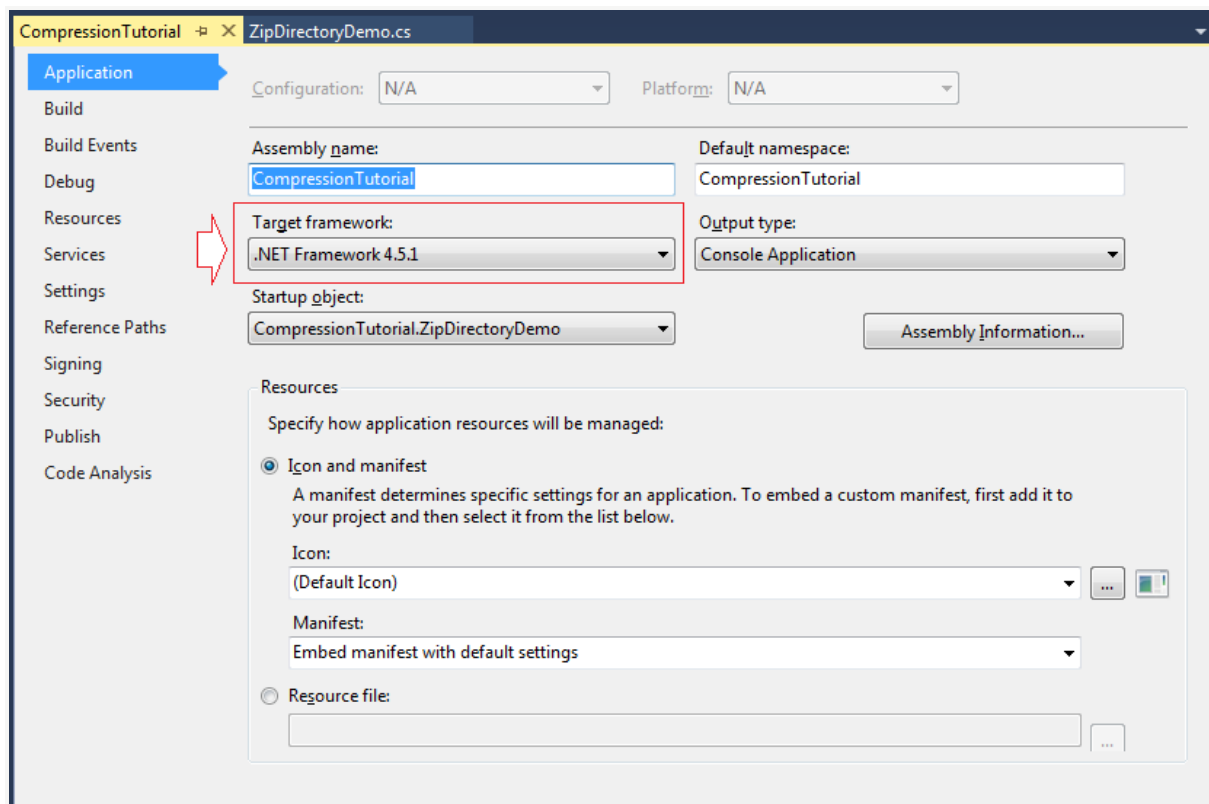 CompressionTutorial
ZipDirectoryDemo.cs
Application
Build
Build Events
Debug
Resources
Services
Settings
Reference Paths
Signing
Security
Publish
Code Analysis
Configuration: N/A Platform: N/A
Assembly name: Default namespace:
CompressionTutorial CompressionTutorial
Target framework: Output type:
.NET Framework 4.5.1 Console Application
Startup object:
CompressionTutorial.ZipDirectoryDemo Assembly Information...
Resources
Specify how application resources will be managed:
Icon and manifest
A manifest determines specific settings for an application. To embed a custom manifest, first add it to
your project and then select it from the list below.
Icon:
(Default Icon) ...
Manifest:
Embed manifest with default settings
Resource file:
...